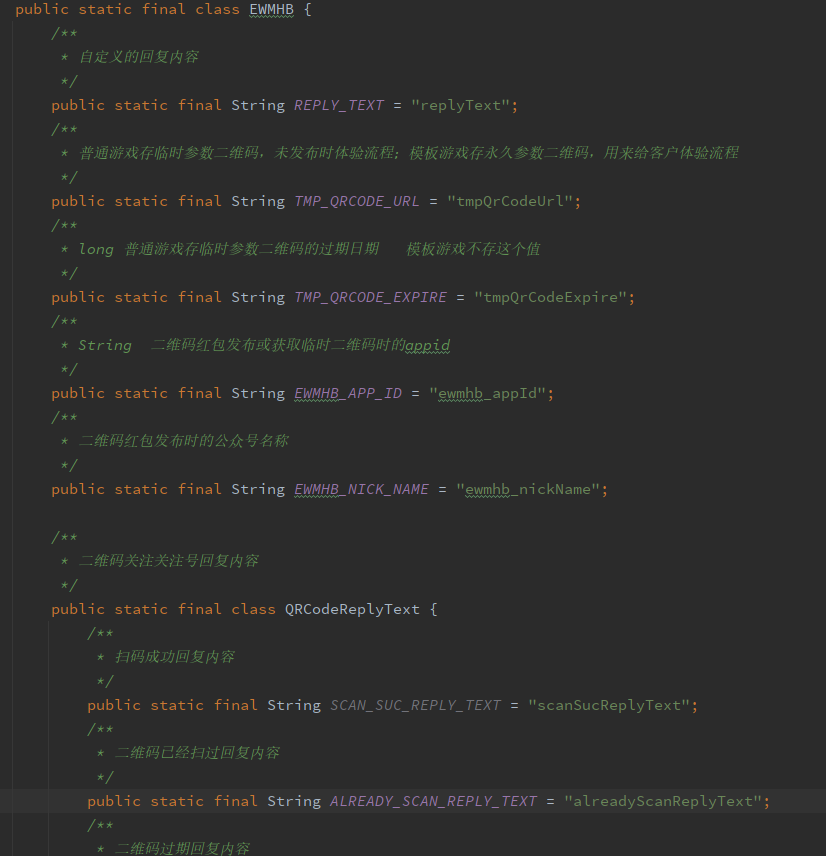 public static final class EWMHB {
/**
* 自定义的回复内容
*/
public static final String REPLY_TEXT = "replyText";
/**
* 普通游戏存临时参数二维码，未发布时体验流程；模板游戏存永久参数二维码，用来给客户体验流程
*/
public static final String TMP_QRCODE_URL = "tmpQrCodeUrl";
/**
* long 普通游戏存临时参数二维码的过期日期   模板游戏不存这个值
*/
public static final String TMP_QRCODE_EXPIRE = "tmpQrCodeExpire";
/**
* String  二维码红包发布或获取临时二维码时的appid
*/
public static final String EWMHB_APP_ID = "ewmhb_appId";
/**
* 二维码红包发布时的公众号名称
*/
public static final String EWMHB_NICK_NAME = "ewmhb_nickName";
/**
* 二维码关注关注号回复内容
*/
public static final class QRCodeReplyText {
/**
* 扫码成功回复内容
*/
public static final String SCAN_SUC_REPLY_TEXT = "scanSucReplyText";
/**
* 二维码已经扫过回复内容
*/
public static final String ALREADY_SCAN_REPLY_TEXT = "alreadyScanReplyText";
/**
* 二维码过期回复内容